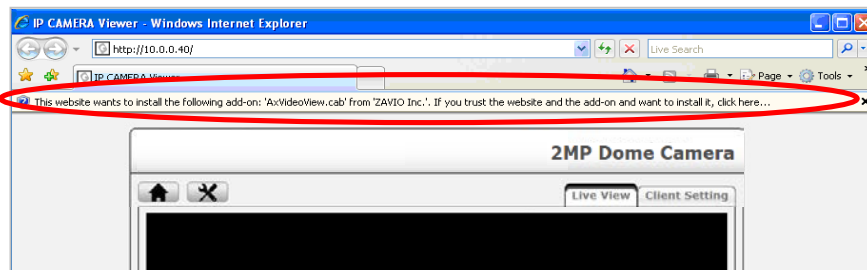 IP CAMERA Viewer - Windows Internet Explorer
http://10.0.0.40/
Live Search
IP CAMERA Viewer
Page
Tools
This website wants to install the following add-on: 'AxVideoView.cab' from 'ZAVIO Inc.'. If you trust the website and the add-on and want to install it, click here...
2MP Dome Camera
Live View
Client Setting